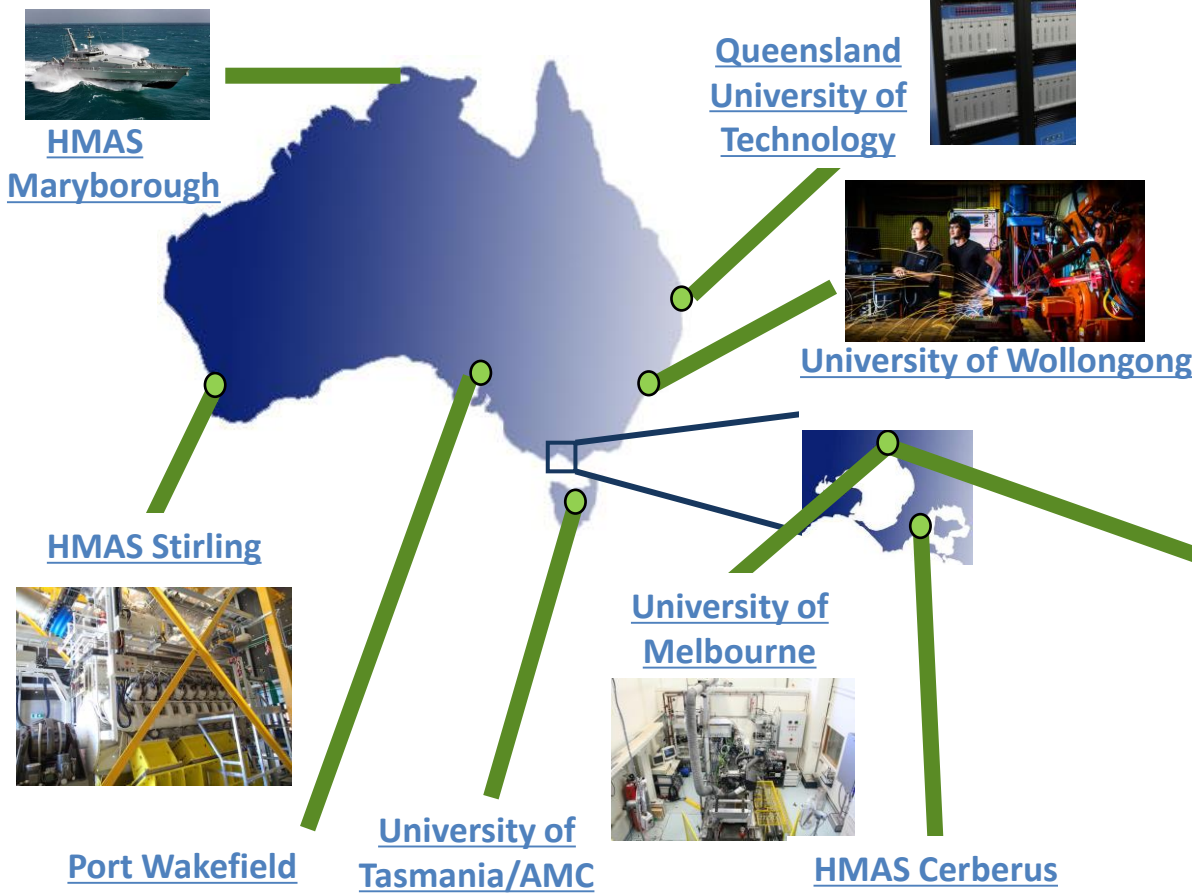 HMAS
Maryborough
Queensland
University of
Technology
University of Wollongong
HMAS Stirling
University of
Melbourne
Port Wakefield
University of
Tasmania/AMC
HMAS Cerberus